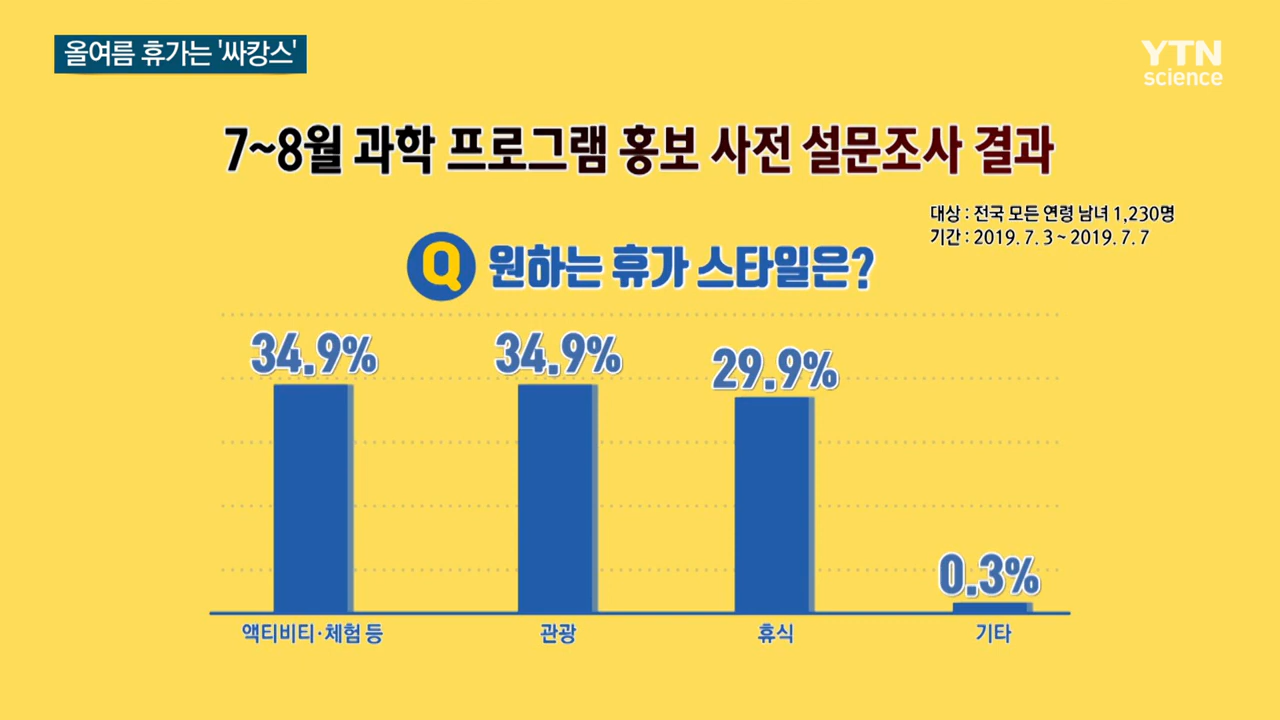 올여름 휴가는 '싸캉스'
YTN
science
7~8월 과학 프로그램 홍보 사전 설문조사 결과
대상 : 전국 모든 연령 남녀 1,230명
기간 : 2019. 7. 3 ~ 2019. 7. 7
Q 원하는 휴가 스타일은?
34.9% 34.9% 29.9% 0.3%
액티비티·체험 등 관광 휴식 기타